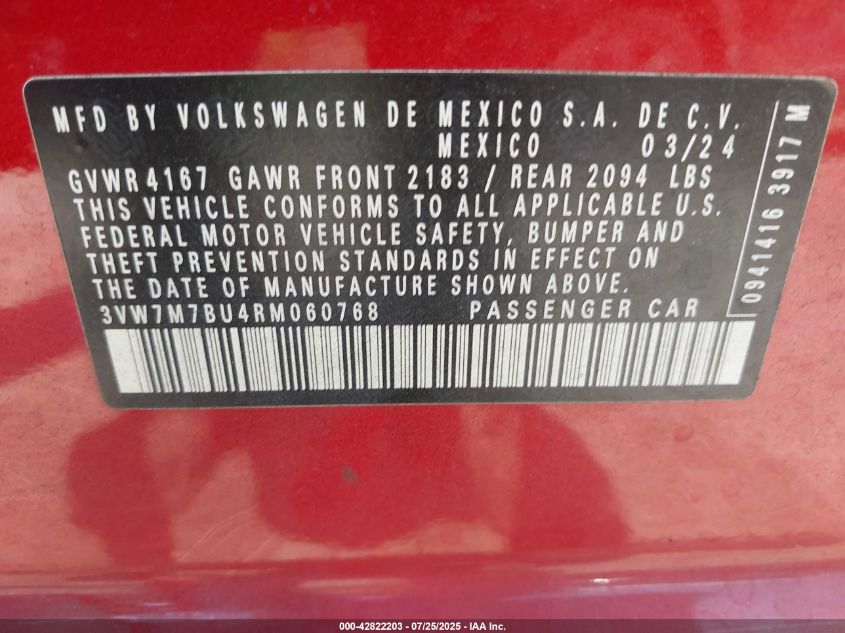 MFD BY VOLKSWAGEN DE MEXICO S.A. DE C.V.
MEXICO 03/24
GVWR 4167 GAWR FRONT 2183 / REAR 2094 LBS
THIS VEHICLE CONFORMS TO ALL APPLICABLE U.S.
FEDERAL MOTOR VEHICLE SAFETY, BUMPER AND
THEFT PREVENTION STANDARDS IN EFFECT ON
THE DATE OF MANUFACTURE SHOWN ABOVE.
3VW7M7BU4RM060768 PASSENGER CAR
0941416 3917 M
000-42822203 - 07/25/2025 - IAA Inc.